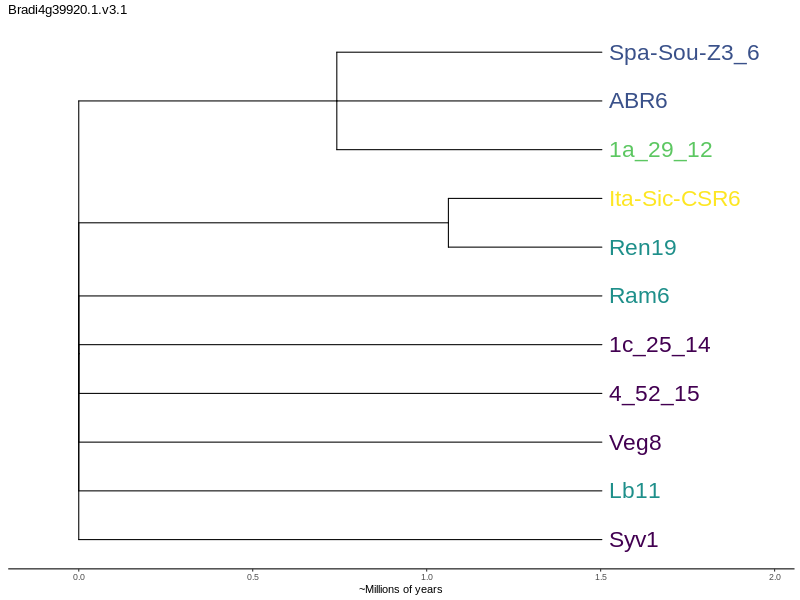 Bradi4g39920.1.v3.1
Spa-Sou-Z3_6
ABR6
1a_29_12
Ita-Sic-CSR6
Ren19
Ram6
1c_25_14
4_52_15
Veg8
Lb11
Syv1
0.0 0.5 1.0 1.5 2.0
~Millions of years